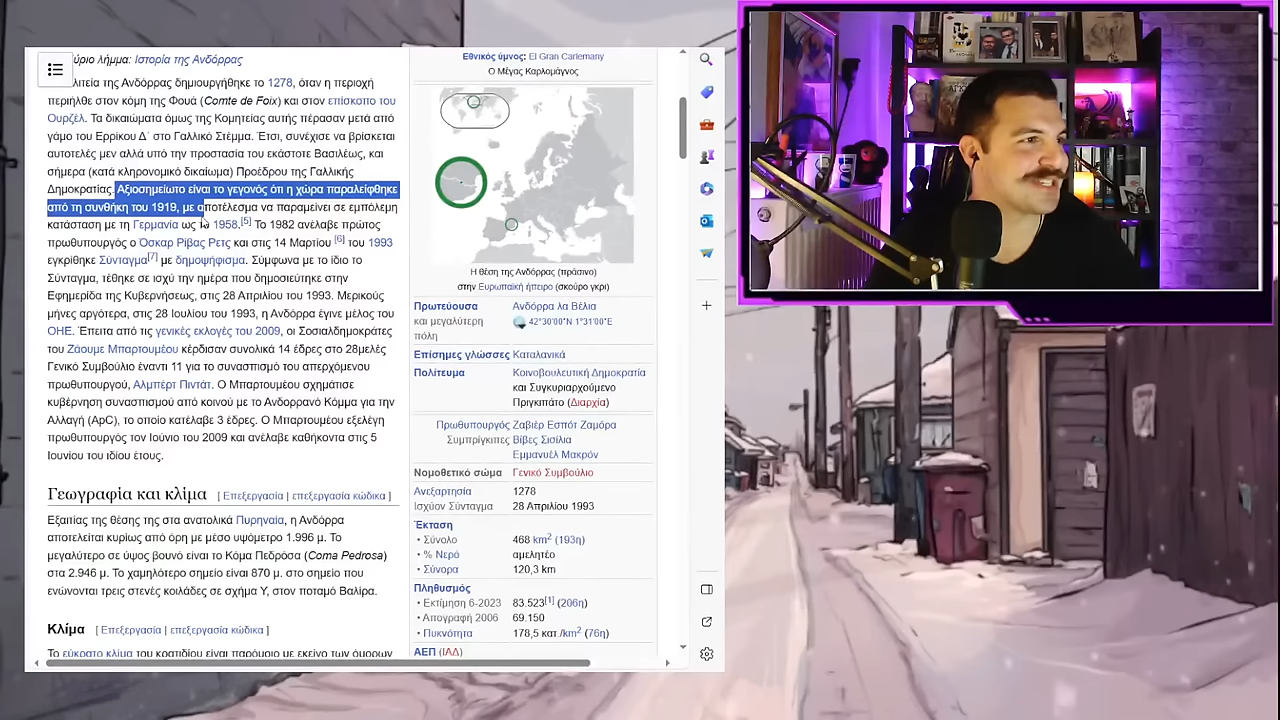 ύριο λήμμα: Ιστορία της Ανδόρρας
λιτεία της Ανδόρρας δημιουργήθηκε το 1278, όταν η περιοχή
περιήλθε στον κόμη της Φουά (Comte de Foix) και στον επίσκοπο του
Ουρζέλ. Τα δικαιώματα όμως της Κομητείας αυτής πέρασαν μετά από
γάμο του Ερρίκου Δ΄ στο Γαλλικό Στέμμα. Έτσι, συνέχισε να βρίσκεται
αυτοτελές μεν αλλά υπό την προστασία του εκάστοτε Βασιλέως, και
σήμερα (κατά κληρονομικό δικαίωμα) Προέδρου της Γαλλικής
Δημοκρατίας. Αξιοσημείωτο είναι το γεγονός ότι η χώρα παραλείφθηκε
από τη συνθήκη του 1919, με αποτέλεσμα να παραμείνει σε εμπόλεμη
κατάσταση με τη Γερμανία ως το 1958.[5] Το 1982 ανέλαβε πρώτος
πρωθυπουργός ο Όσκαρ Ρίβας Ρετς και στις 14 Μαρτίου [6] του 1993
εγκρίθηκε Σύνταγμα[7] με δημοψήφισμα. Σύμφωνα με το ίδιο το
Σύνταγμα, τέθηκε σε ισχύ την ημέρα που δημοσιεύτηκε στην
Εφημερίδα της Κυβερνήσεως, στις 28 Απριλίου του 1993. Μερικούς
μήνες αργότερα, στις 28 Ιουλίου του 1993, η Ανδόρρα έγινε μέλος του
ΟΗΕ. Έπειτα από τις γενικές εκλογές του 2009, οι Σοσιαλδημοκράτες
του Ζάουμε Μπαρτουμέου κέρδισαν συνολικά 14 έδρες στο 28μελές
Γενικό Συμβούλιο έναντι 11 για το συνασπισμό του απερχόμενου
πρωθυπουργού, Αλμπέρτ Πιντάτ. Ο Μπαρτουμέου σχημάτισε
κυβέρνηση συνασπισμού από κοινού με το Ανδορρανό Κόμμα για την
Αλλαγή (ApC), το οποίο κατέλαβε 3 έδρες. Ο Μπαρτουμέου εξελέγη
πρωθυπουργός τον Ιούνιο του 2009 και ανέλαβε καθήκοντα στις 5
Ιουνίου του ιδίου έτους.
Γεωγραφία και κλίμα [ Επεξεργασία | επεξεργασία κώδικα ]
Εξαιτίας της θέσης της στα ανατολικά Πυρηναία, η Ανδόρρα
αποτελείται κυρίως από όρη με μέσο υψόμετρο 1.996 μ. Το
μεγαλύτερο σε ύψος βουνό είναι το Κόμα Πεδρόσα (Coma Pedrosa)
στα 2.946 μ. Το χαμηλότερο σημείο είναι 870 μ. στο σημείο που
ενώνονται τρεις στενές κοιλάδες σε σχήμα Υ, στον ποταμό Βαλίρα.
Κλίμα [ Επεξεργασία | επεξεργασία κώδικα ]
Το εύκρατο κλίμα του κρατιδίου είναι παρόμοιο με εκείνο των όμορων
Εθνικός ύμνος: El Gran Carlemany
Ο Μέγας Καρλομάγνος
Η θέση της Ανδόρρας (πράσινο)
στην Ευρωπαϊκή ήπειρο (σκούρο γκρι)
Πρωτεύουσα Ανδόρρα λα Βέλια
και μεγαλύτερη 42°30′00″N 1°31′00″E
πόλη
Επίσημες γλώσσες Καταλανικά
Πολίτευμα Κοινοβουλευτική Δημοκρατία
και Συγκυριαρχούμενο
Πριγκιπάτο (Διαρχία)
Πρωθυπουργός Ζαβιέρ Εσπότ Ζαμόρα
Συμπρίγκιπες Βίβες Σισίλια
Εμμανυέλ Μακρόν
Νομοθετικό σώμα Γενικό Συμβούλιο
Ανεξαρτησία 1278
Ισχύον Σύνταγμα 28 Απριλίου 1993
Έκταση
• Σύνολο 468 km2 (193η)
• % Νερό αμελητέο
• Σύνορα 120,3 km
Πληθυσμός
• Εκτίμηση 6-2023 83.523[1] (206η)
• Απογραφή 2006 69.150
• Πυκνότητα 178,5 κατ./km2 (76η)
ΑΕΠ (ΙΑΔ)